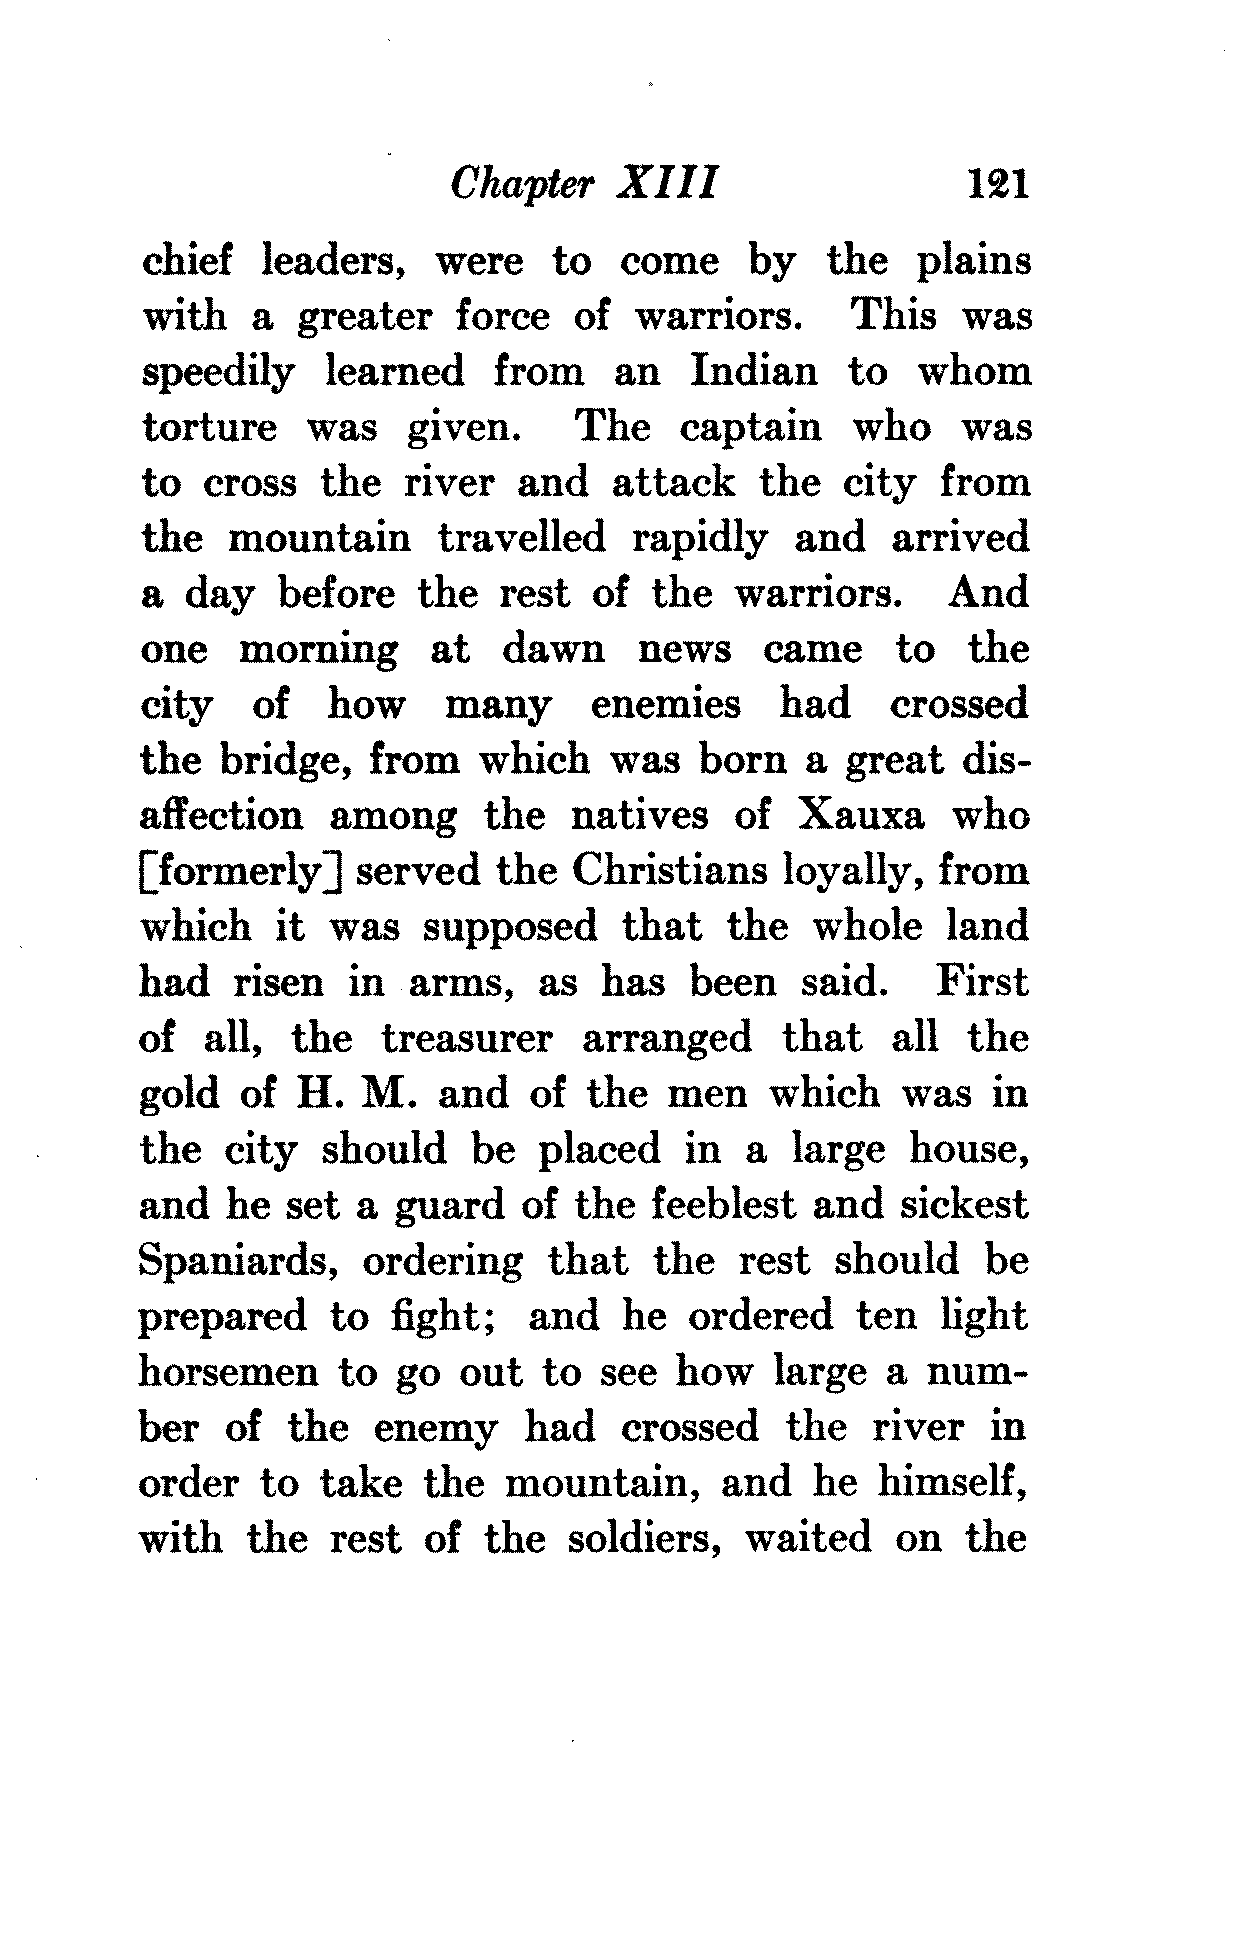 Chapter XIII 121
chief leaders, were to come by the plains
with a greater force of warriors. This was
speedily learned from an Indian to whom
torture was given. The captain who was
to cross the river and attack the city from
the mountain travelled rapidly and arrived
a day before the rest of the warriors. And
one morning at dawn news came to the
city of how many enemies had crossed
the bridge, from which was born a great dis-
affection among the natives of Xauxa who
[formerly] served the Christians loyally, from
which it was supposed that the whole land
had risen in arms, as has been said. First
of all, the treasurer arranged that all the
gold of H. M. and of the men which was in
the city should be placed in a large house,
and he set a guard of the feeblest and sickest
Spaniards, ordering that the rest should be
prepared to fight; and he ordered ten light
horsemen to go out to see how large a num-
ber of the enemy had crossed the river in
order to take the mountain, and he himself,
with the rest of the soldiers, waited on the